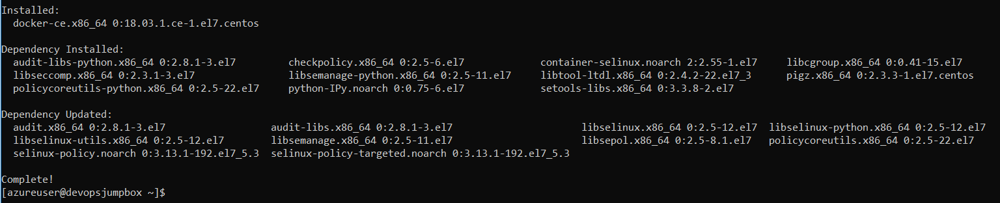 Installed:
docker-ce.x86_64 0:18.03.1.ce-1.el7.centos
Dependency Installed:
audit-libs-python.x86_64 0:2.8.1-3.el7 checkpolicy.x86_64 0:2.5-6.el7 container-selinux.noarch 2:2.55-1.el7 libcgroup.x86_64 0:0.41-15.el7
libseccomp.x86_64 0:2.3.1-3.el7 libsemanage-python.x86_64 0:2.5-11.el7 libtool-ltdl.x86_64 0:2.4.2-22.el7_3 pigz.x86_64 0:2.3.3-1.el7.centos
policycoreutils-python.x86_64 0:2.5-22.el7 python-IPy.noarch 0:0.75-6.el7 setools-libs.x86_64 0:3.3.8-2.el7
Dependency Updated:
audit.x86_64 0:2.8.1-3.el7 audit-libs.x86_64 0:2.8.1-3.el7 libselinux.x86_64 0:2.5-12.el7 libselinux-python.x86_64 0:2.5-12.el7
libselinux-utils.x86_64 0:2.5-12.el7 libsemanage.x86_64 0:2.5-11.el7 libsepol.x86_64 0:2.5-8.1.el7 policycoreutils.x86_64 0:2.5-22.el7
selinux-policy.noarch 0:3.13.1-192.el7_5.3 selinux-policy-targeted.noarch 0:3.13.1-192.el7_5.3
Complete!
[azureuser@devopsjumpbox ~]$